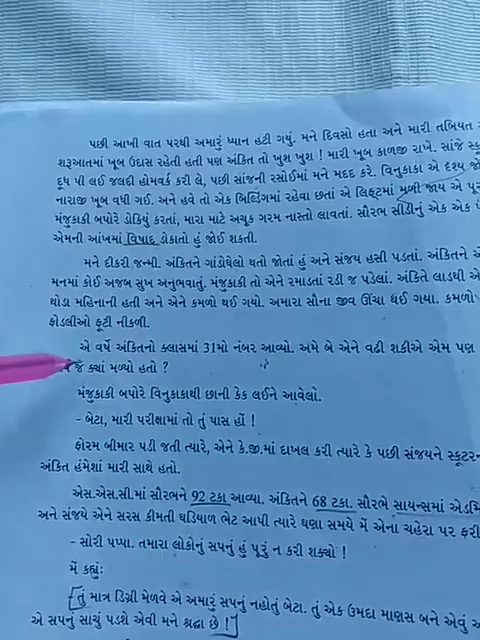 પછી આખી વાત પરથી અમારું ધ્યાન હટી ગયું. મને દિવસો હતા અને મારી તબિયત
શરૂઆતમાં ખૂબ ઉદાસ રહેતી હતી પણ અંકિત તો ખુશ ખુશ ! મારી ખૂબ કાળજી રાખે. સાંજે
દૂધ પી લઈ જલદી હોમવર્ક કરી લે, પછી સાંજની રસોઈમાં મને મદદ કરે. વિનુકાકા એ દૃશ્ય
નારાજી ખૂબ વધી ગઈ. અને હવે તો એક બિલ્ડિંગમાં રહેવા છતાં એ લિફ્ટમાં મળી જાય એ
મંજુકાકી બપોરે ડોકિયું કરતાં, મારા માટે અચૂક ગરમ નાસ્તો લાવતાં. સૌરભ સીડીનું એક એક
એમની આંખમાં વિષાદ ડોકાતો હું જોઈ શકતી.
મને દીકરી જન્મી. અંકિતને ગાંડોઘેલો થતો જોતાં હું અને સંજય હસી પડતાં. અંકિતને
મનમાં કોઈ અજબ સુખ અનુભવાતું. મંજુકાકી તો એને રમાડતાં રડી જ પડેલાં. અંકિતે લાડથી
થોડા મહિનાની હતી અને એને કમળો થઈ ગયો. અમારા સૌના જીવ ઊંચા થઈ ગયા. કમળો
ફોડલીઓ ફૂટી નીકળી.
એ વર્ષે અંકિતનો ક્લાસમાં 31મો નંબર આવ્યો. અમે બે એને વઢી શકીએ એમ પણ
જ ક્યાં મળ્યો હતો ?
મંજુકાકી બપોરે વિનુકાકાથી છાની કેક લઈને આવેલાં.
- બેટા, મારી પરીક્ષામાં તો તું પાસ હોં !
ફોરમ બીમાર પડી જતી ત્યારે, એને કે.જી.માં દાખલ કરી ત્યારે કે પછી સંજયને
અંકિત હંમેશાં મારી સાથે હતો.
એસ.એસ.સી.માં સૌરભને 92 ટકા આવ્યા. અંકિતને 68 ટકા. સૌરભે સાયન્સમાં
અને સંજયે એને સરસ કીમતી ઘડિયાળ ભેટ આપી ત્યારે ઘણા સમયે મેં એના ચહેરા પર
- સોરી પપ્પા. તમારા લોકોનું સપનું હું પૂરું ન કરી શક્યો !
મેં કહ્યું:
[તું માત્ર ડિગ્રી મેળવે એ અમારું સપનું નહોતું બેટા. તું એક ઉમદા માણસ બને એવું
એ સપનું સાચું પડશે એવી મને શ્રદ્ધા છે !]